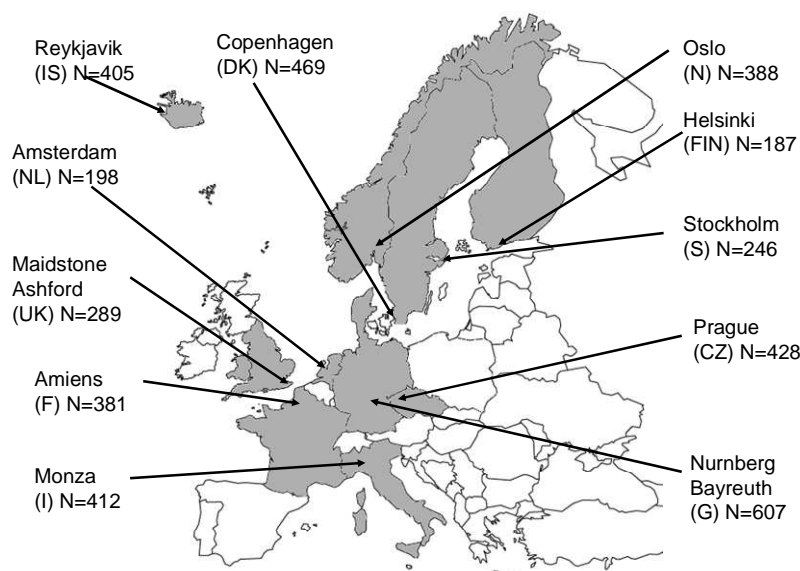 Reykjavik
(IS) N=405
Copenhagen
(DK) N=469
Oslo
(N) N=388
Helsinki
(FIN) N=187
Amsterdam
(NL) N=198
Stockholm
(S) N=246
Maidstone
Ashford
(UK) N=289
Prague
(CZ) N=428
Amiens
(F) N=381
Monza
(I) N=412
Nurnberg
Bayreuth
(G) N=607